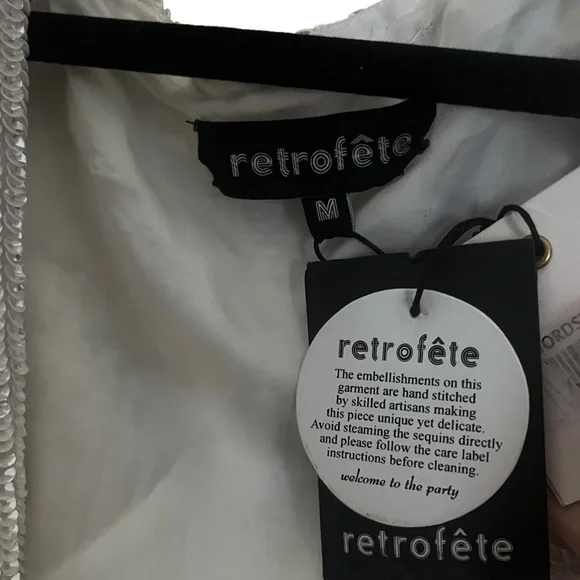 retrofête
M
retrofête
The embellishments on this
garment are hand stitched
by skilled artisans making
this piece unique yet delicate.
Avoid steaming the sequins directly
and please follow the care label
instructions before cleaning.
welcome to the party
retrofête